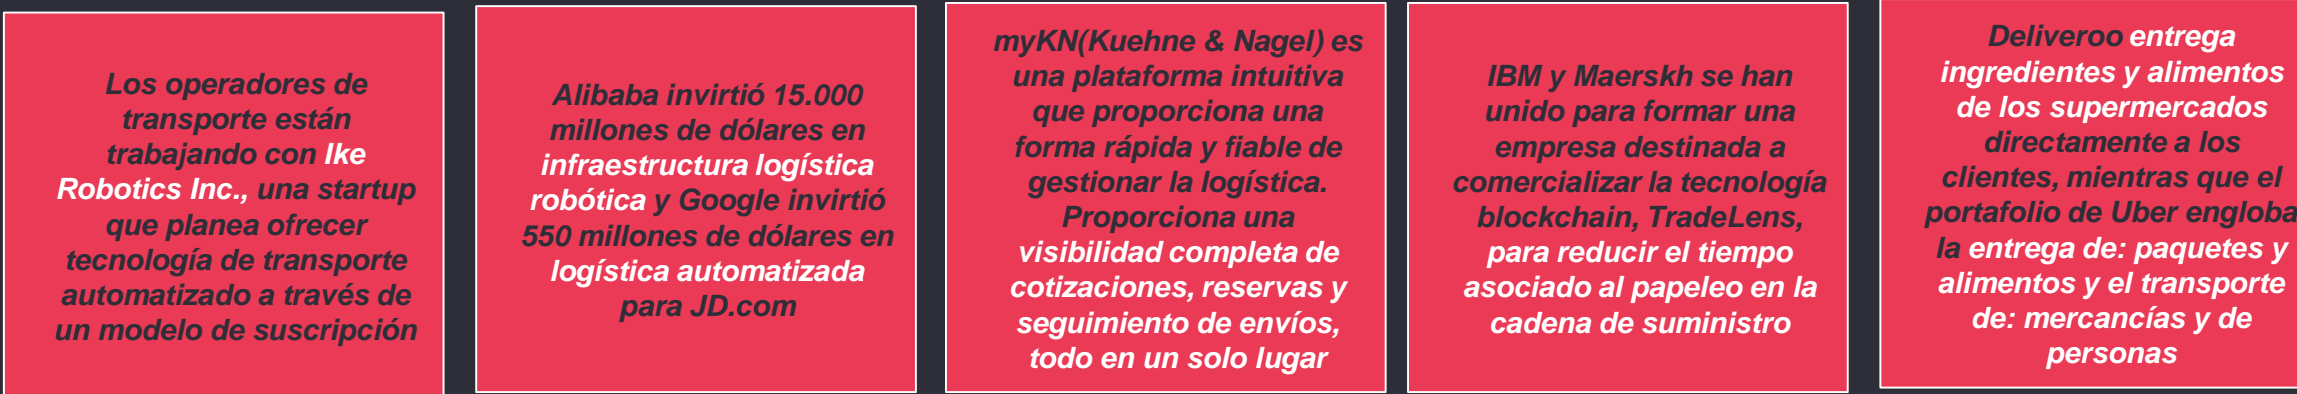 Los operadores de
transporte están
trabajando con Ike
Robotics Inc., una startup
que planea ofrecer
tecnología de transporte
automatizado a través de
un modelo de suscripción
Alibaba invirtió 15.000
millones de dólares en
infraestructura logística
robótica y Google invirtió
550 millones de dólares en
logística automatizada
para JD.com
myKN(Kuehne & Nagel) es
una plataforma intuitiva
que proporciona una
forma rápida y fiable de
gestionar la logística.
Proporciona una
visibilidad completa de
cotizaciones, reservas y
seguimiento de envíos,
todo en un solo lugar
IBM y Maerskh se han
unido para formar una
empresa destinada a
comercializar la tecnología
blockchain, TradeLens,
para reducir el tiempo
asociado al papeleo en la
cadena de suministro
Deliveroo entrega
ingredientes y alimentos
de los supermercados
directamente a los
clientes, mientras que el
portafolio de Uber engloba
la entrega de: paquetes y
alimentos y el transporte
de: mercancías y de
personas